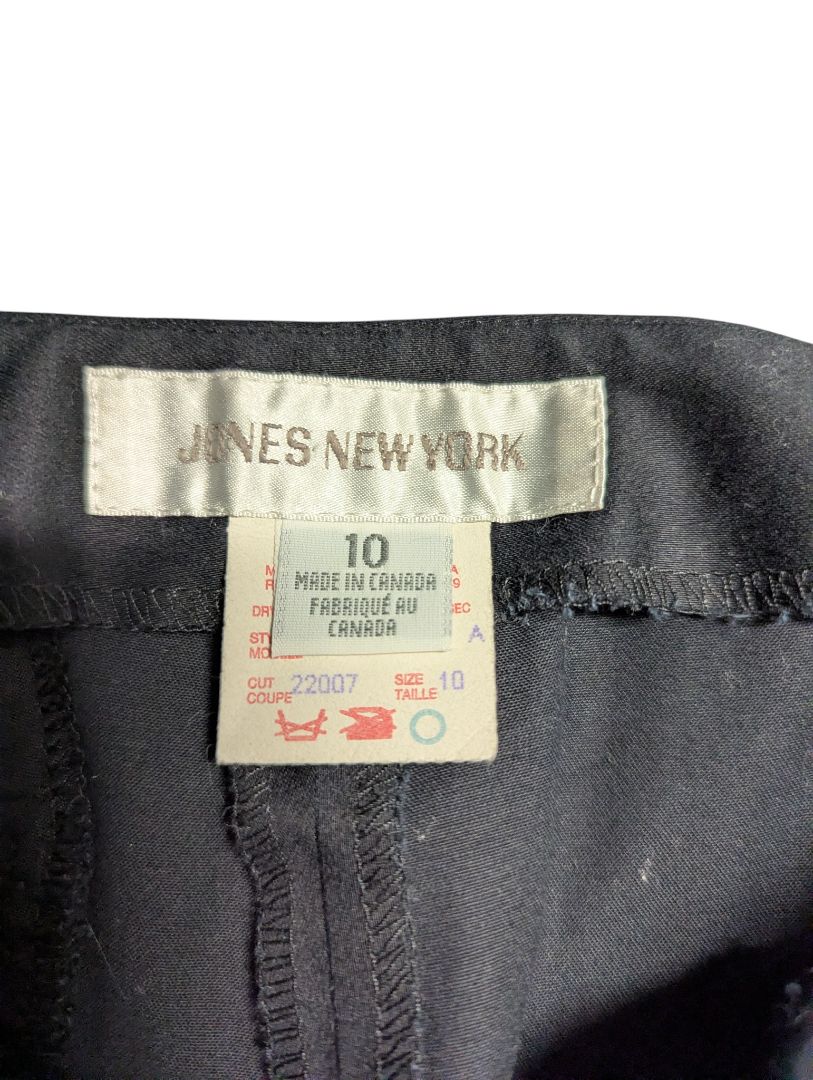 JONES NEW YORK
10
MADE IN CANADA
FABRIQUÉ AU
CANADA
A
CUT 22007 SIZE 10
COUPE TAILLE